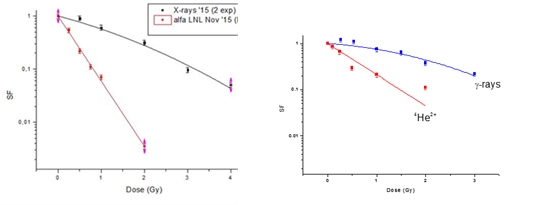 X-rays '15 (2 exp)
alfa LNL Nov '15 (
1
0,1
0,01
SF
0
1
2
3
4
Dose (Gy)
1
0.1
0.01
SF
γ-rays
⁴He²⁺
0
1
2
3
Dose (Gy)